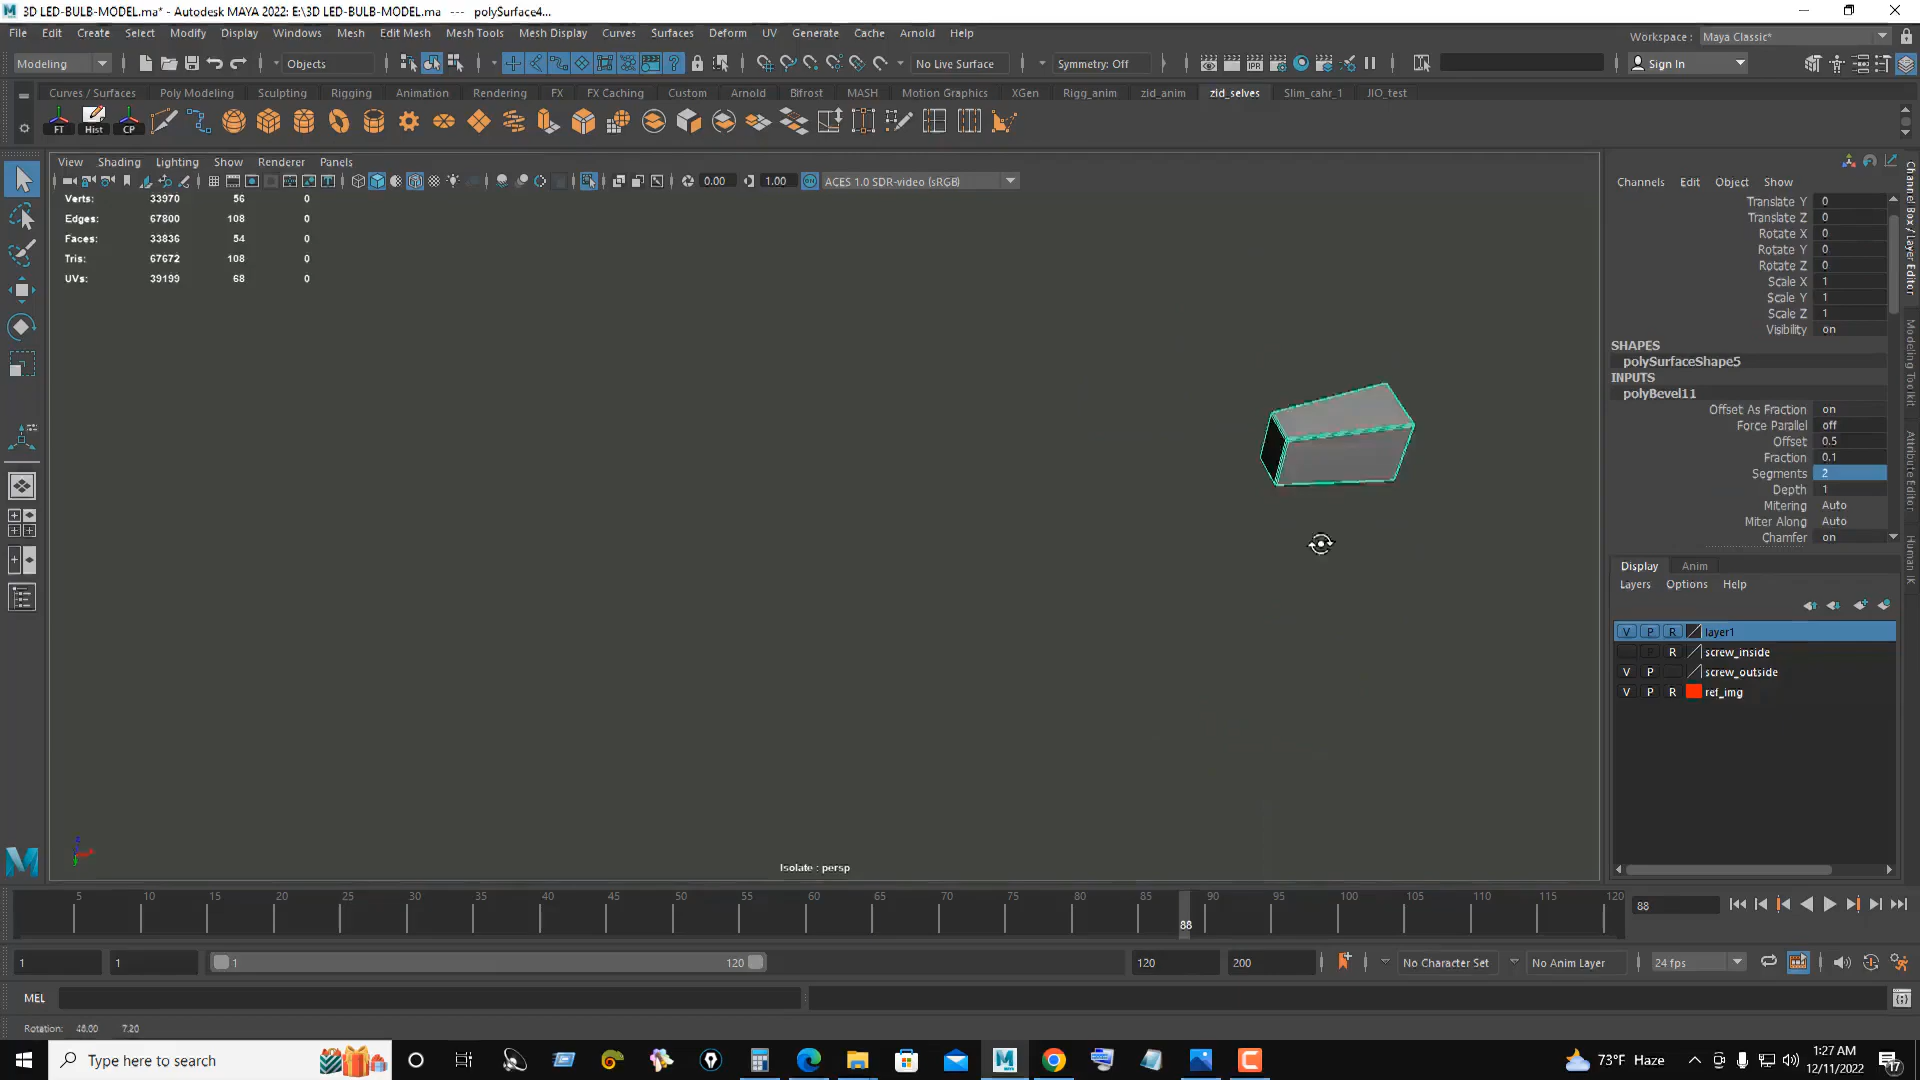 3D LED-BULB-MODEL.ma* - Autodesk MAYA 2022: E:\3D LED-BULB-MODEL.ma --- polySurface4...
File Edit Create Select Modify Display Windows Mesh Edit Mesh Mesh Tools Mesh Display Curves Surfaces Deform UV Generate Cache Arnold Help
Workspace : Maya Classic*
Modeling Objects No Live Surface Symmetry: Off Sign In
Curves / Surfaces Poly Modeling Sculpting Rigging Animation Rendering FX FX Caching Custom Arnold Bifrost MASH Motion Graphics XGen Rigg_anim zid_anim zid_selves Slim_cahr_1 JIO_test
FT Hist CP
View Shading Lighting Show Renderer Panels
0.00 1.00 ACES 1.0 SDR-video (sRGB)
Verts: 33970 56 0
Edges: 67800 108 0
Faces: 33836 54 0
Tris: 67672 108 0
UVs: 39199 68 0
Isolate : persp
Channels Edit Object Show
Translate Y 0
Translate Z 0
Rotate X 0
Rotate Y 0
Rotate Z 0
Scale X 1
Scale Y 1
Scale Z 1
Visibility on
SHAPES
polySurfaceShape5
INPUTS
polyBevel11
Offset As Fraction on
Force Parallel off
Offset 0.5
Fraction 0.1
Segments 2
Depth 1
Mitering Auto
Miter Along Auto
Chamfer on
Display Anim
Layers Options Help
V P R layer1
P R screw_inside
V P screw_outside
V P R ref_img
Channel Box / Layer Editor
Modeling Toolkit
Attribute Editor
Human IK
5 10 15 20 25 30 35 40 45 50 55 60 65 70 75 80 85 90 95 100 105 110 115 120
88
88
1 1 1 120 120 200 No Character Set No Anim Layer 24 fps
MEL
Rotation: 48.00 7.20
Type here to search
73°F Haze
1:27 AM
12/11/2022
17